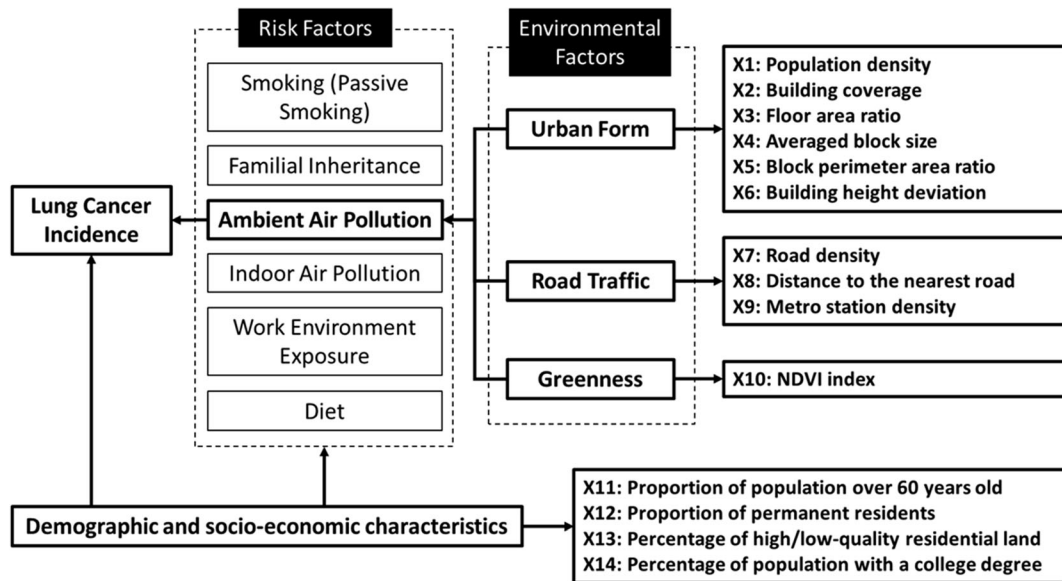 Risk Factors
Smoking (Passive
Smoking)
Familial Inheritance
Ambient Air Pollution
Indoor Air Pollution
Work Environment
Exposure
Diet
Lung Cancer
Incidence
Environmental
Factors
Urban Form
Road Traffic
Greenness
X1: Population density
X2: Building coverage
X3: Floor area ratio
X4: Averaged block size
X5: Block perimeter area ratio
X6: Building height deviation
X7: Road density
X8: Distance to the nearest road
X9: Metro station density
X10: NDVI index
Demographic and socio-economic characteristics
X11: Proportion of population over 60 years old
X12: Proportion of permanent residents
X13: Percentage of high/low-quality residential land
X14: Percentage of population with a college degree